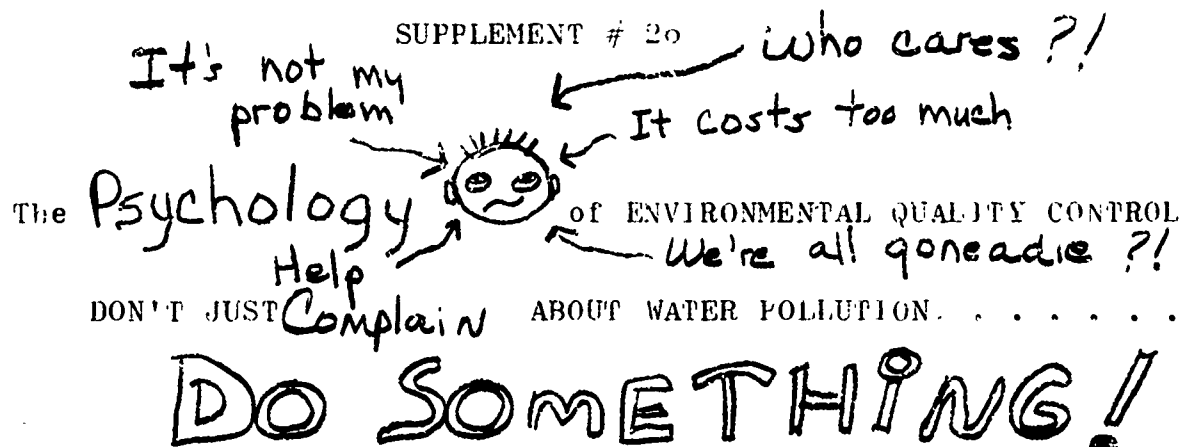 SUPPLEMENT # 2o
who cares ?!
It's not my
problem
It costs too much
The Psychology of ENVIRONMENTAL QUALITY CONTROL
We're all goneadie ?!
Help
DON'T JUST Complain ABOUT WATER POLLUTION. . . . . . .
DO SOMETHiNG!